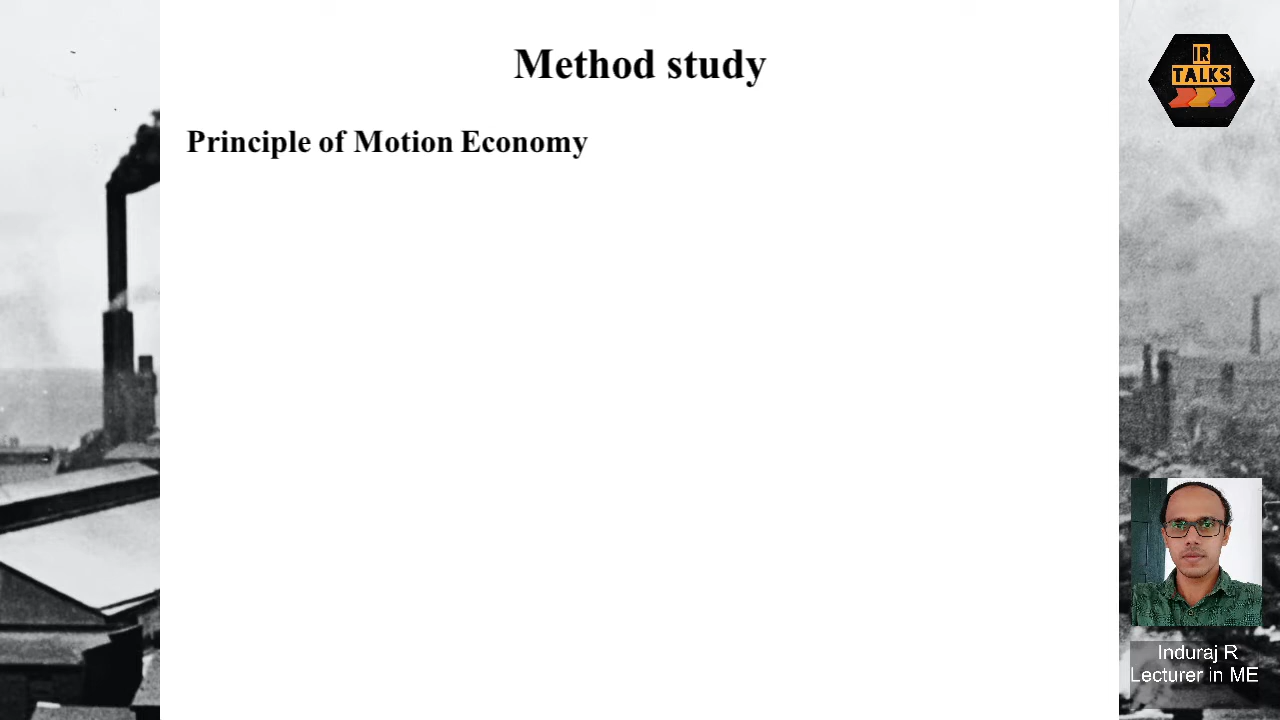 Method study
Principle of Motion Economy
IR
TALKS
Induraj R
Lecturer in ME